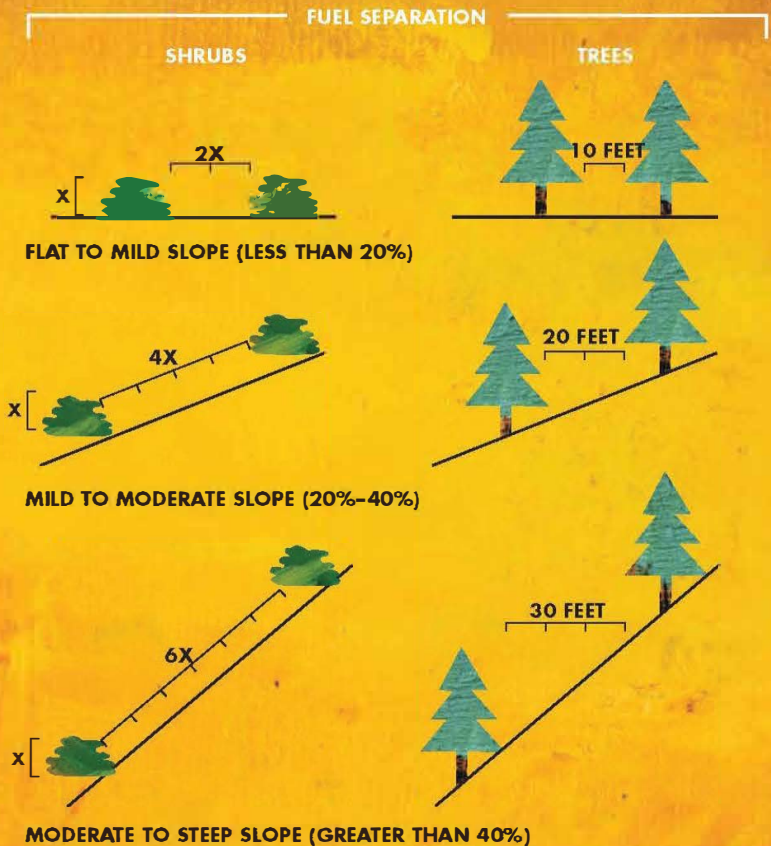 FUEL SEPARATION
SHRUBS
TREES
2X
X
10 FEET
FLAT TO MILD SLOPE (LESS THAN 20%)
4X
X
20 FEET
MILD TO MODERATE SLOPE (20%–40%)
6X
X
30 FEET
MODERATE TO STEEP SLOPE (GREATER THAN 40%)